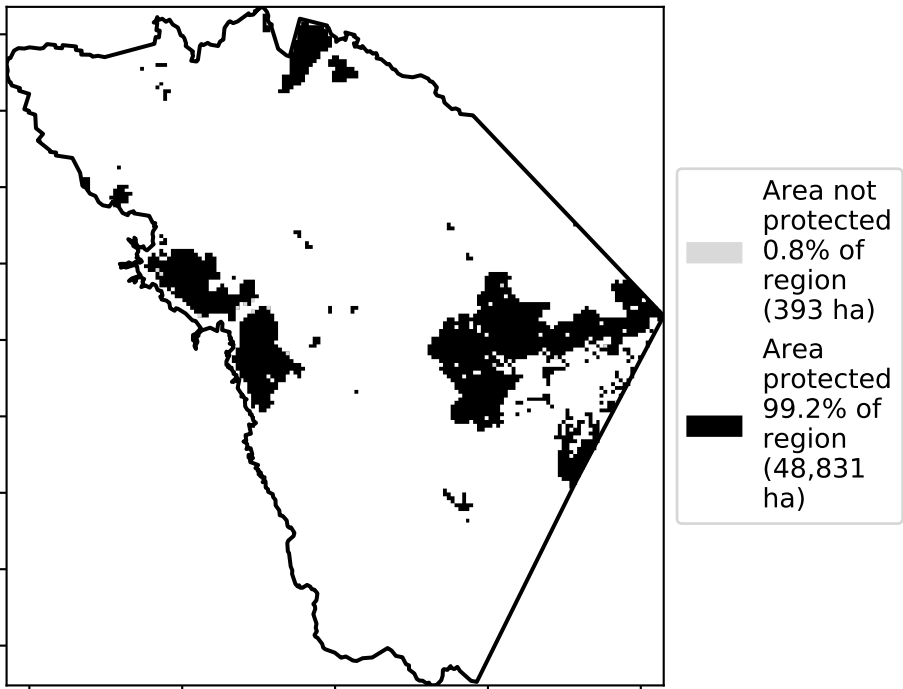 Area not
protected
0.8% of
region
(393 ha)
Area
protected
99.2% of
region
(48,831
ha)